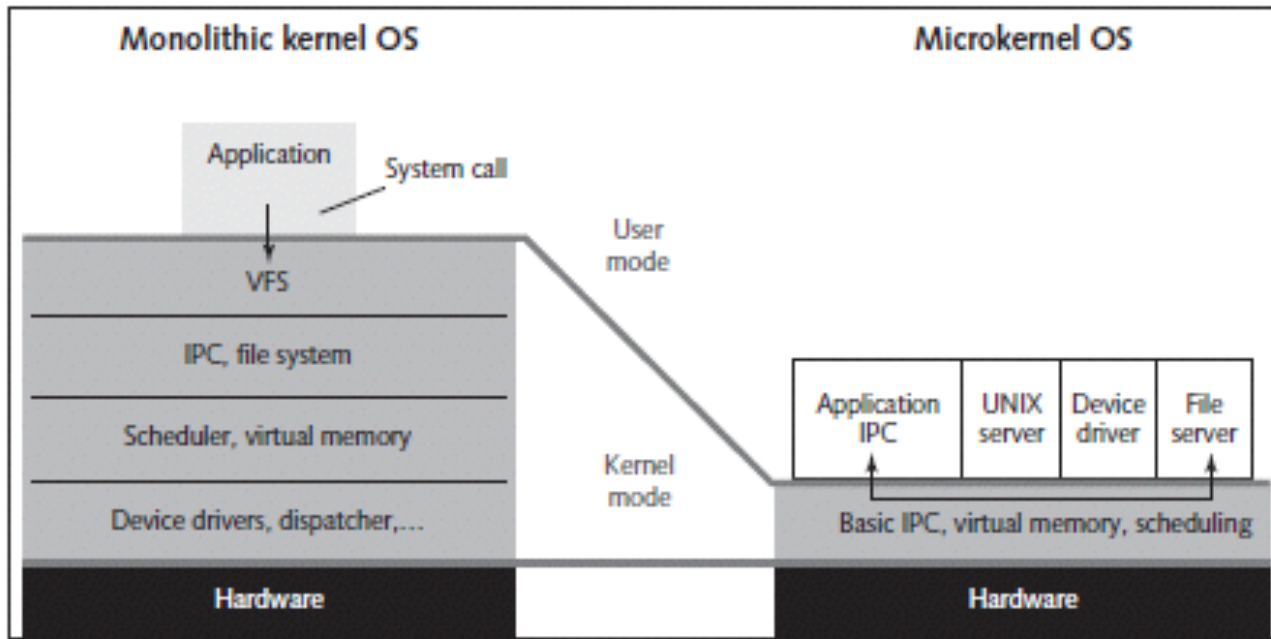 Monolithic kernel OS
Microkernel OS
Application
System call
User
mode
VFS
IPC, file system
Scheduler, virtual memory
Device drivers, dispatcher,...
Hardware
Kernel
mode
Application
IPC
UNIX
server
Device
driver
File
server
Basic IPC, virtual memory, scheduling
Hardware